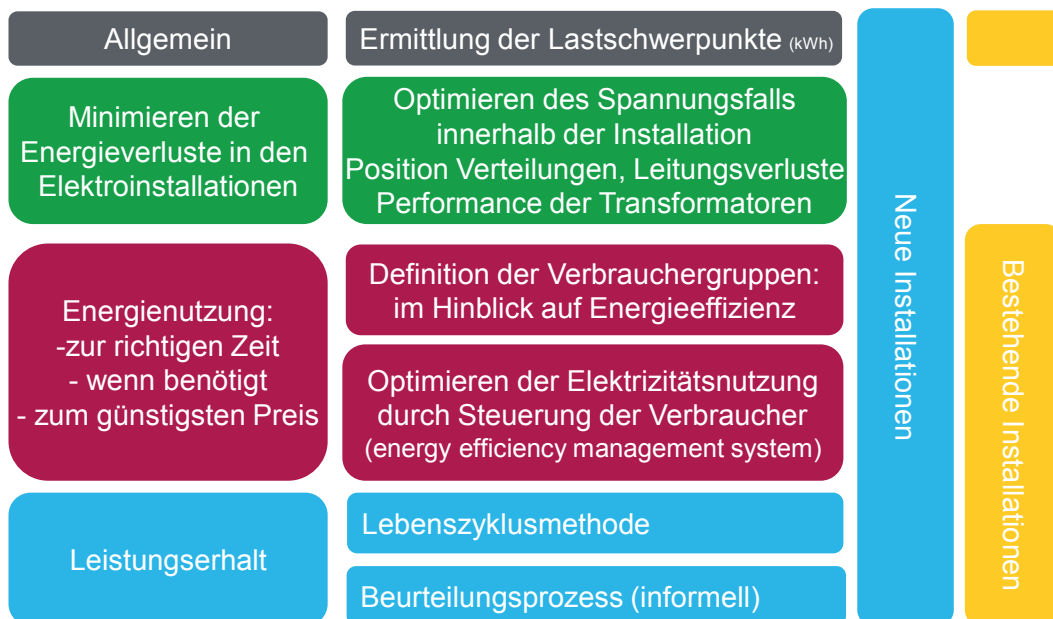 Allgemein
Ermittlung der Lastschwerpunkte (kWh)
Minimieren der
Energieverluste in den
Elektroinstallationen
Optimieren des Spannungsfalls
innerhalb der Installation
Position Verteilungen, Leitungsverluste
Performance der Transformatoren
Energienutzung:
-zur richtigen Zeit
- wenn benötigt
- zum günstigsten Preis
Definition der Verbrauchergruppen:
im Hinblick auf Energieeffizienz
Optimieren der Elektrizitätsnutzung
durch Steuerung der Verbraucher
(energy efficiency management system)
Leistungserhalt
Lebenszyklusmethode
Beurteilungsprozess (informell)
Neue Installationen
Bestehende Installationen